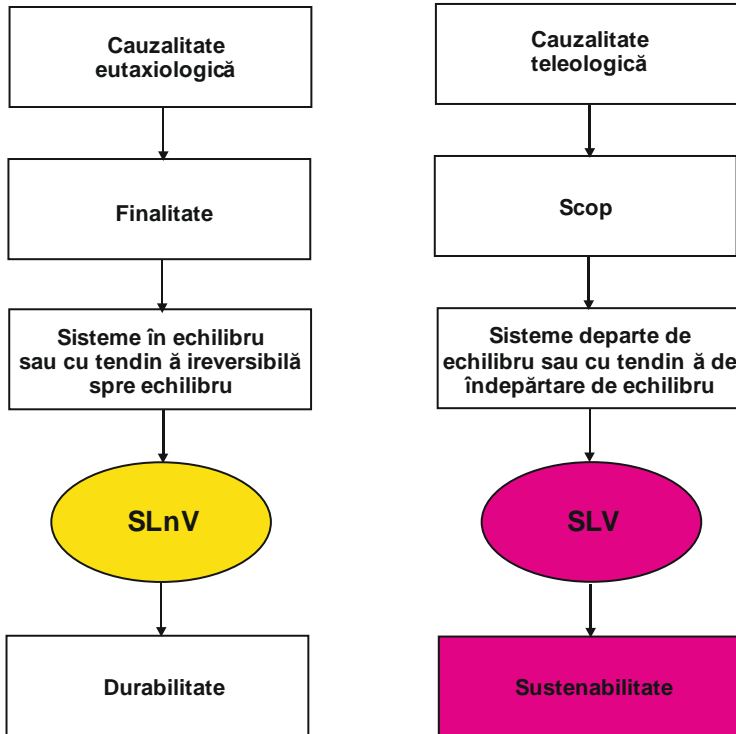 Cauzalitate
eutaxiologică
Finalitate
Sisteme în echilibru
sau cu tendin ă ireversibilă
spre echilibru
SLnV
Durabilitate
Cauzalitate
teleologică
Scop
Sisteme departe de
echilibru sau cu tendin ă de
îndepărtare de echilibru
SLV
Sustenabilitate